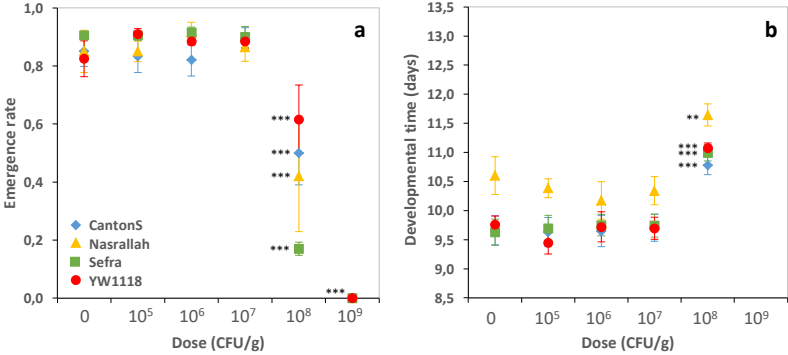 a
1,0
0,8
0,6
0,4
0,2
0,0
Emergence rate
***
***
***
***
***
CantonS
Nasrallah
Sefra
YW1118
0 10⁵ 10⁶ 10⁷ 10⁸ 10⁹
Dose (CFU/g)
b
13,5
13,0
12,5
12,0
11,5
11,0
10,5
10,0
9,5
9,0
8,5
Developmental time (days)
**
***
***
***
0 10⁵ 10⁶ 10⁷ 10⁸ 10⁹
Dose (CFU/g)